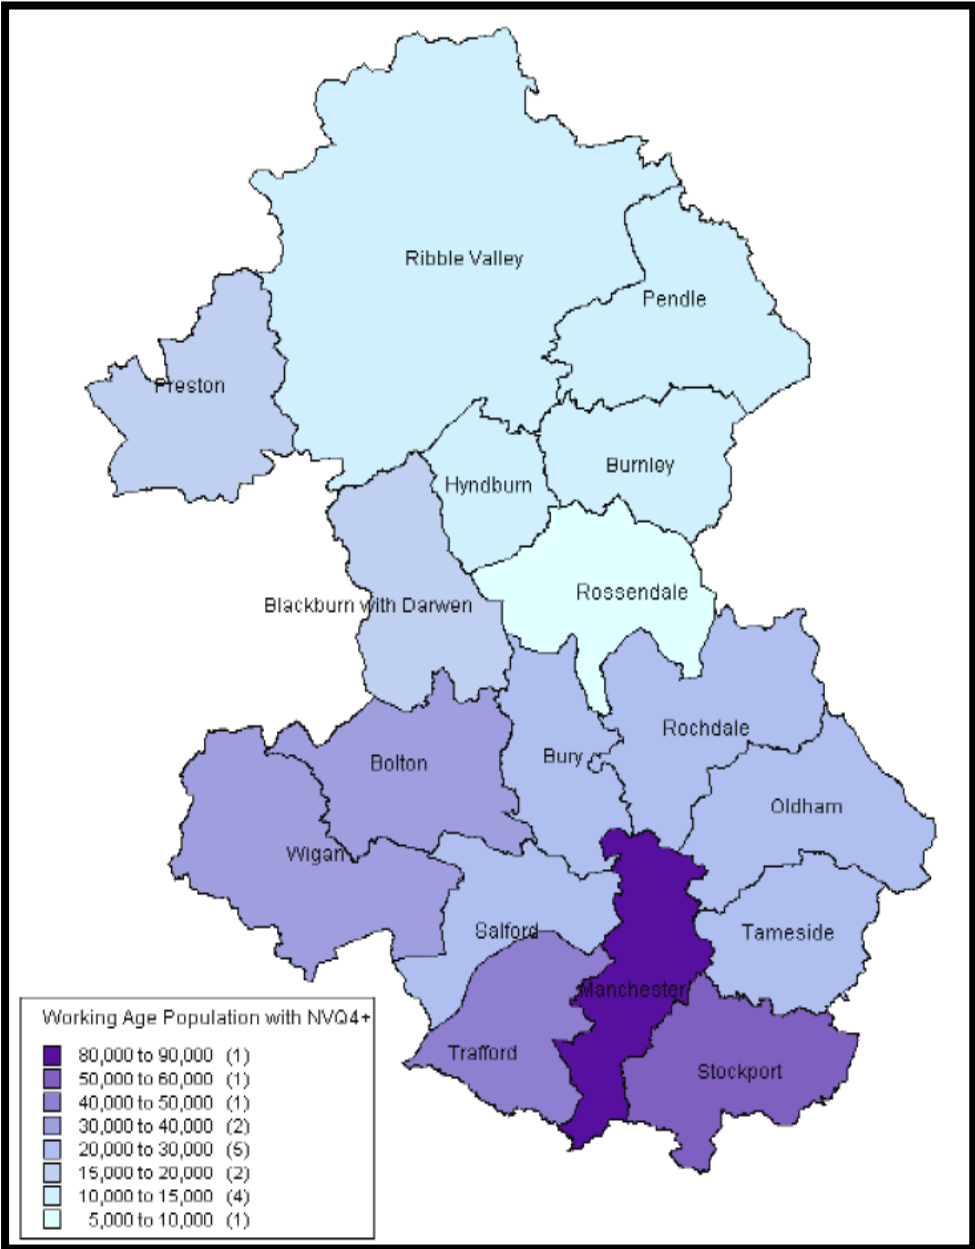 Ribble Valley
Pendle
Preston
Burnley
Hyndburn
Rossendale
Blackburn with Darwen
Rochdale
Bury
Bolton
Oldham
Wigan
Salford
Tameside
Manchester
Trafford
Stockport
Working Age Population with NVQ4+
80,000 to 90,000 (1)
50,000 to 60,000 (1)
40,000 to 50,000 (1)
30,000 to 40,000 (2)
20,000 to 30,000 (5)
15,000 to 20,000 (2)
10,000 to 15,000 (4)
5,000 to 10,000 (1)